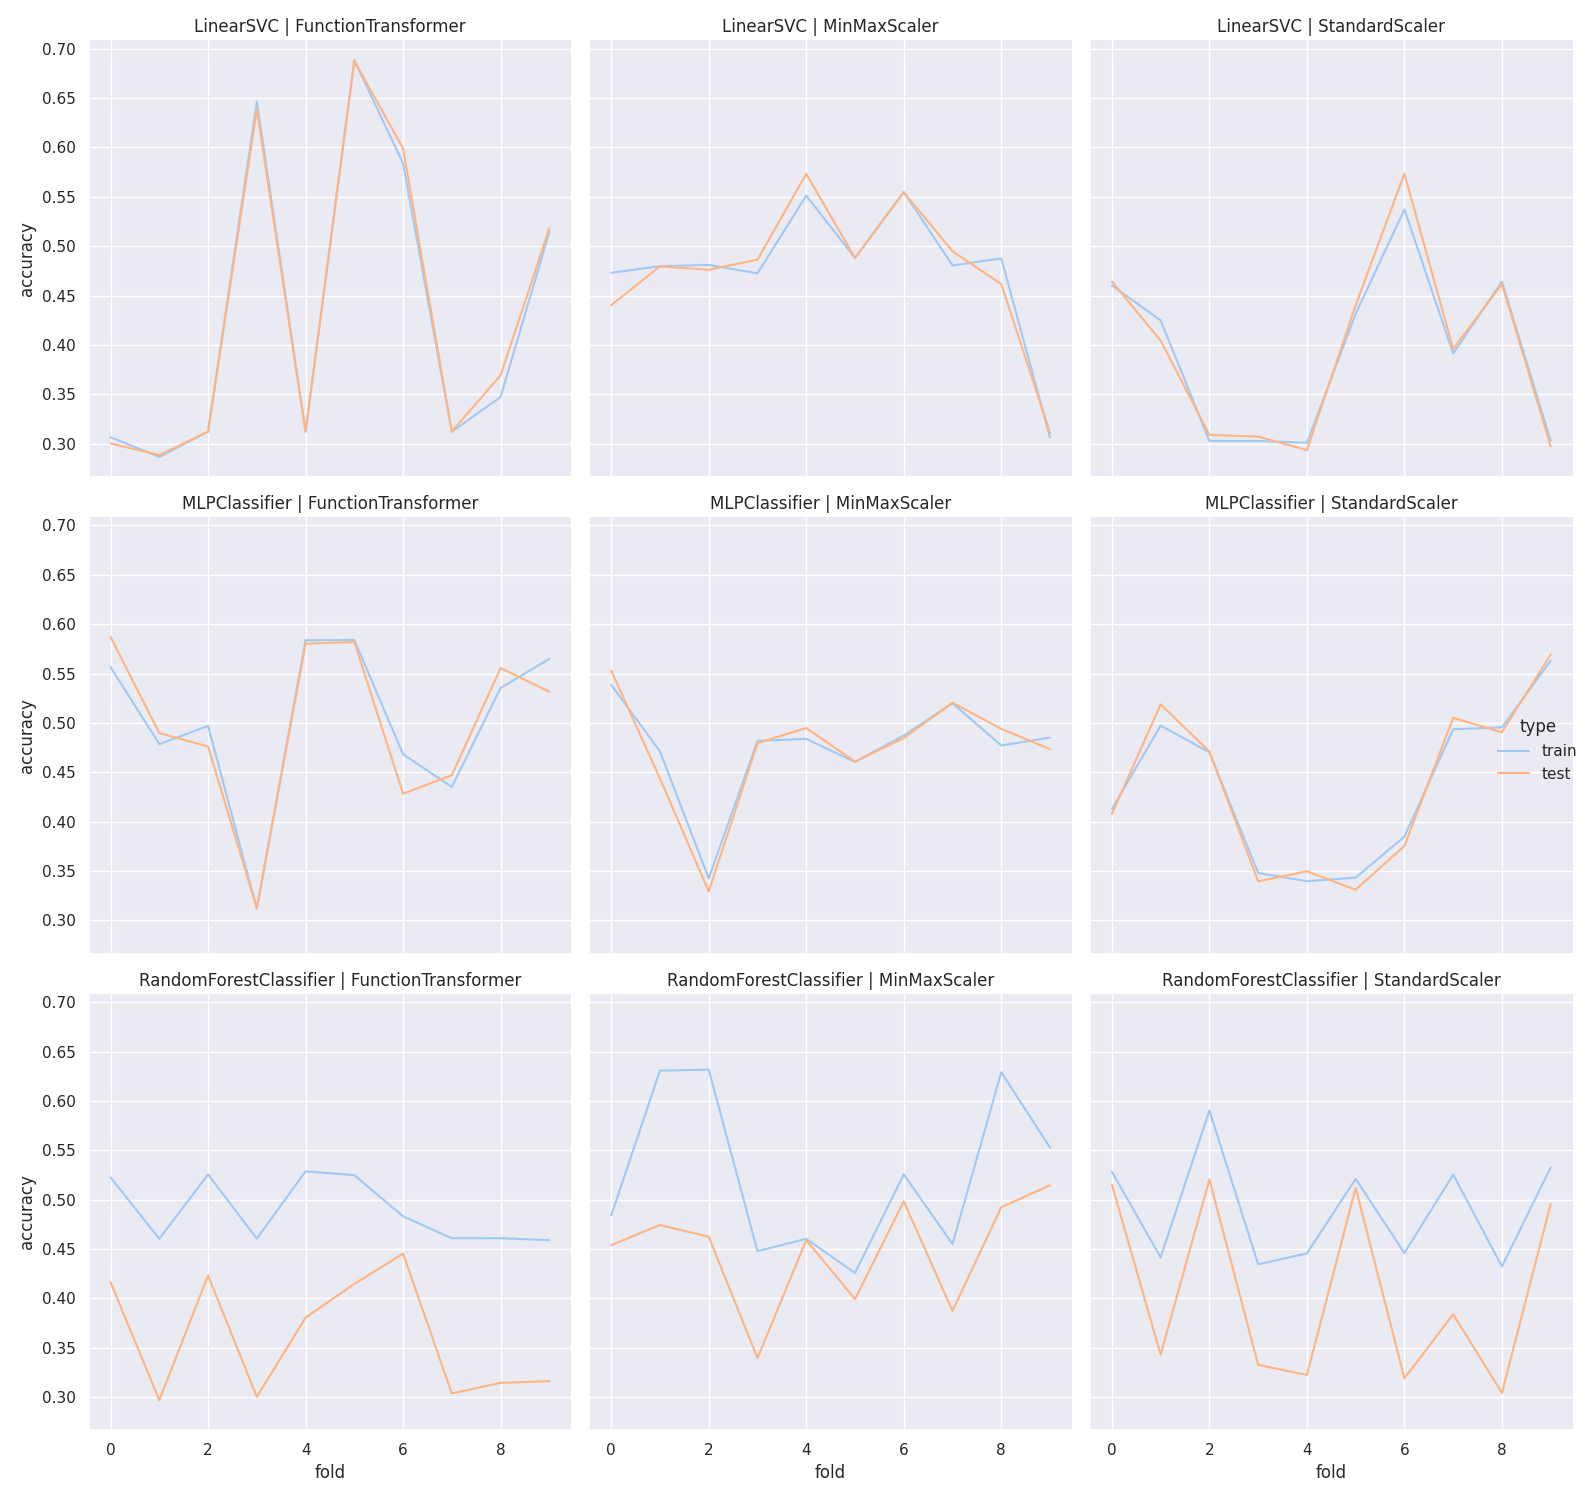 LinearSVC | FunctionTransformer
LinearSVC | MinMaxScaler
LinearSVC | StandardScaler
0.70
0.65
0.60
0.55
0.50
0.45
0.40
0.35
0.30
accuracy
MLPClassifier | FunctionTransformer
MLPClassifier | MinMaxScaler
MLPClassifier | StandardScaler
0.70
0.65
0.60
0.55
0.50
0.45
0.40
0.35
0.30
accuracy
type
train
test
RandomForestClassifier | FunctionTransformer
RandomForestClassifier | MinMaxScaler
RandomForestClassifier | StandardScaler
0.70
0.65
0.60
0.55
0.50
0.45
0.40
0.35
0.30
accuracy
0 2 4 6 8
fold
0 2 4 6 8
fold
0 2 4 6 8
fold